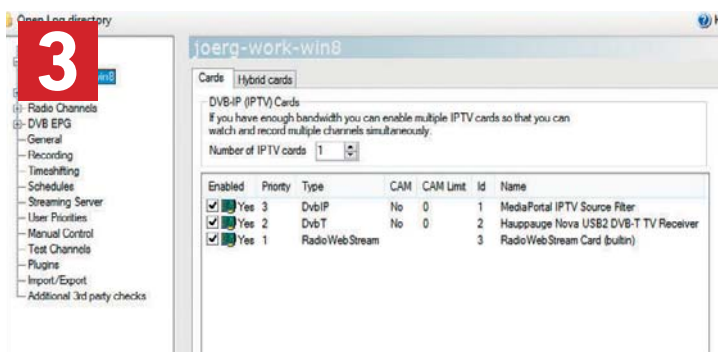 Open Log directory
3
win8
Radio Channels
DVB EPG
General
Recording
Timeshifting
Schedules
Streaming Server
User Priorities
Manual Control
Test Channels
Plugins
Import/Export
Additional 3rd party checks
joerg-work-win8
Cards Hybrid cards
DVB-IP (IPTV) Cards
If you have enough bandwidth you can enable multiple IPTV cards so that you can
watch and record multiple channels simultaneously.
Number of IPTV cards 1
Enabled Priority Type CAM CAM Limit Id Name
Yes 3 DvbIP No 0 1 MediaPortal IPTV Source Filter
Yes 2 DvbT No 0 2 Hauppauge Nova USB2 DVB-T TV Receiver
Yes 1 RadioWebStream 3 RadioWebStream Card (builtin)